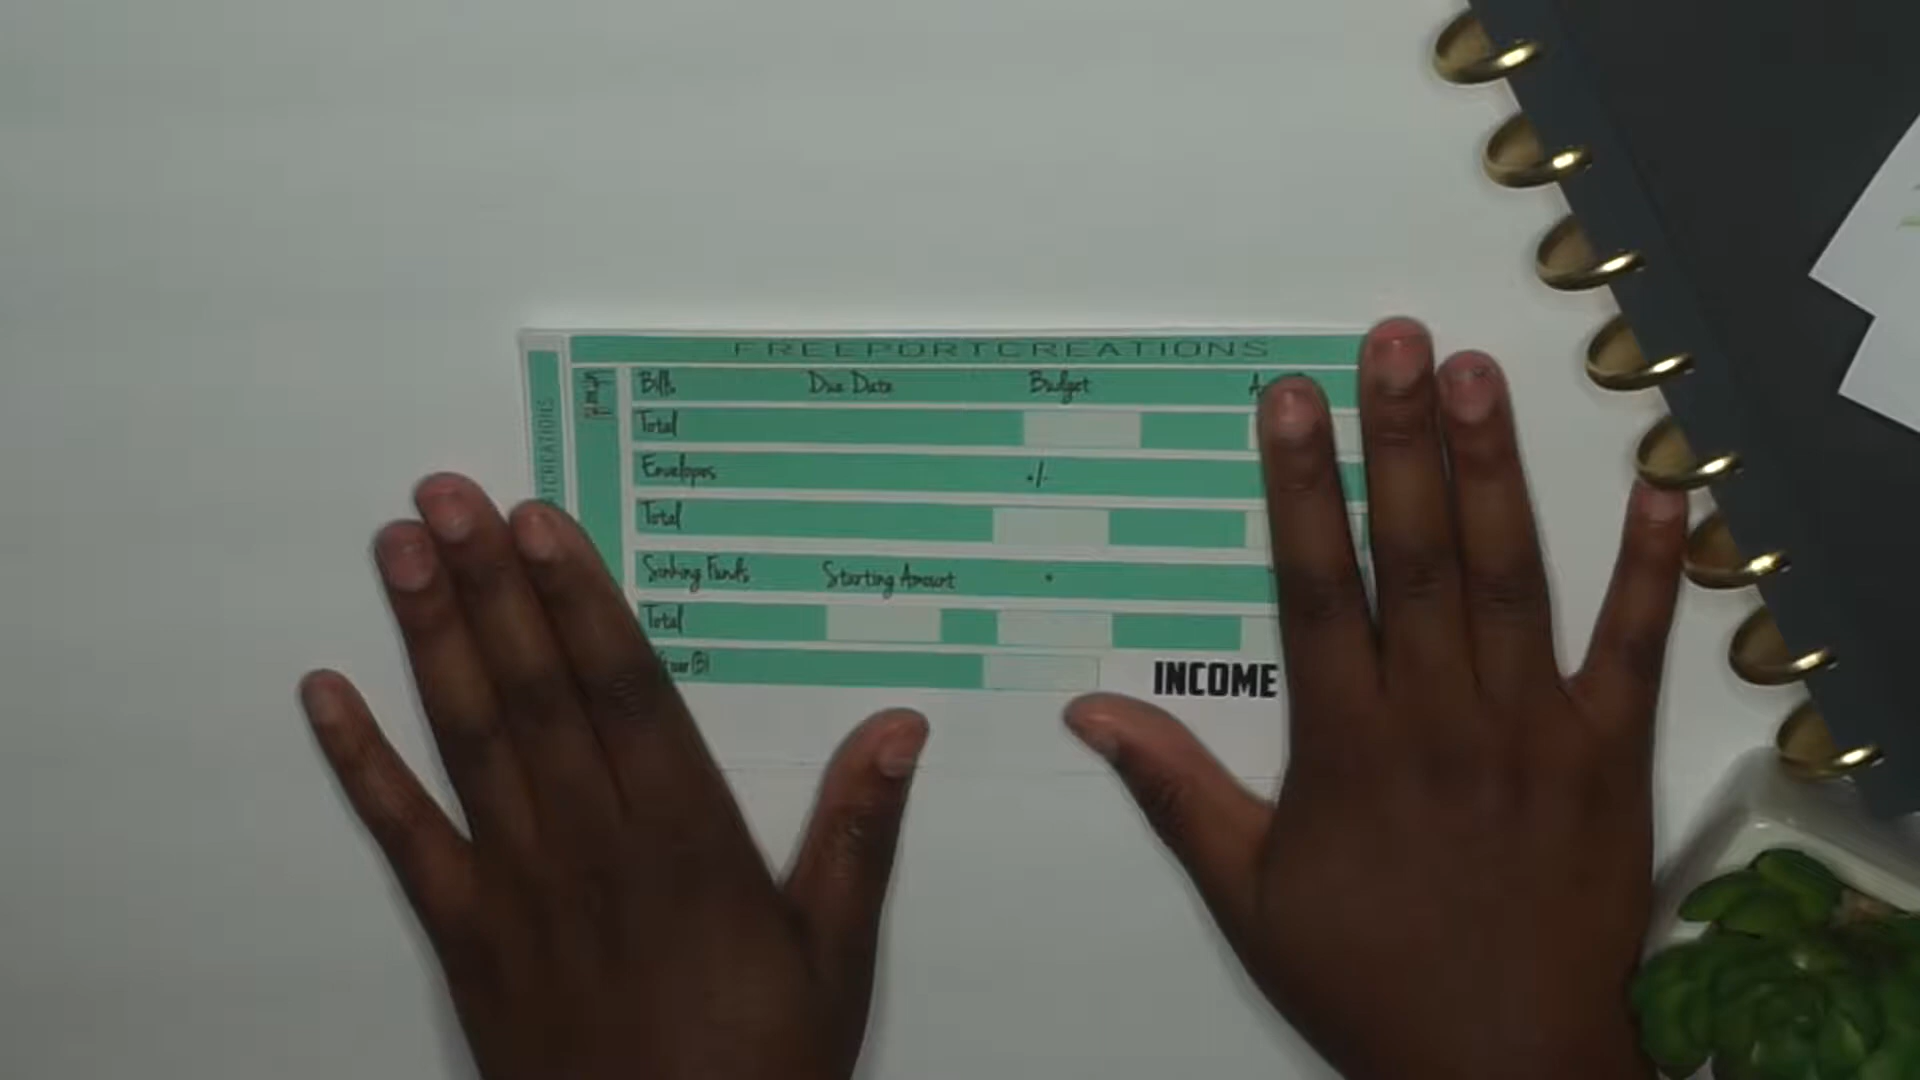 FREEPORTCREATIONS
Bills Due Date Budget
Total
Envelopes +/-
Total
Sinking Funds Starting Amount +
Total
INCOME